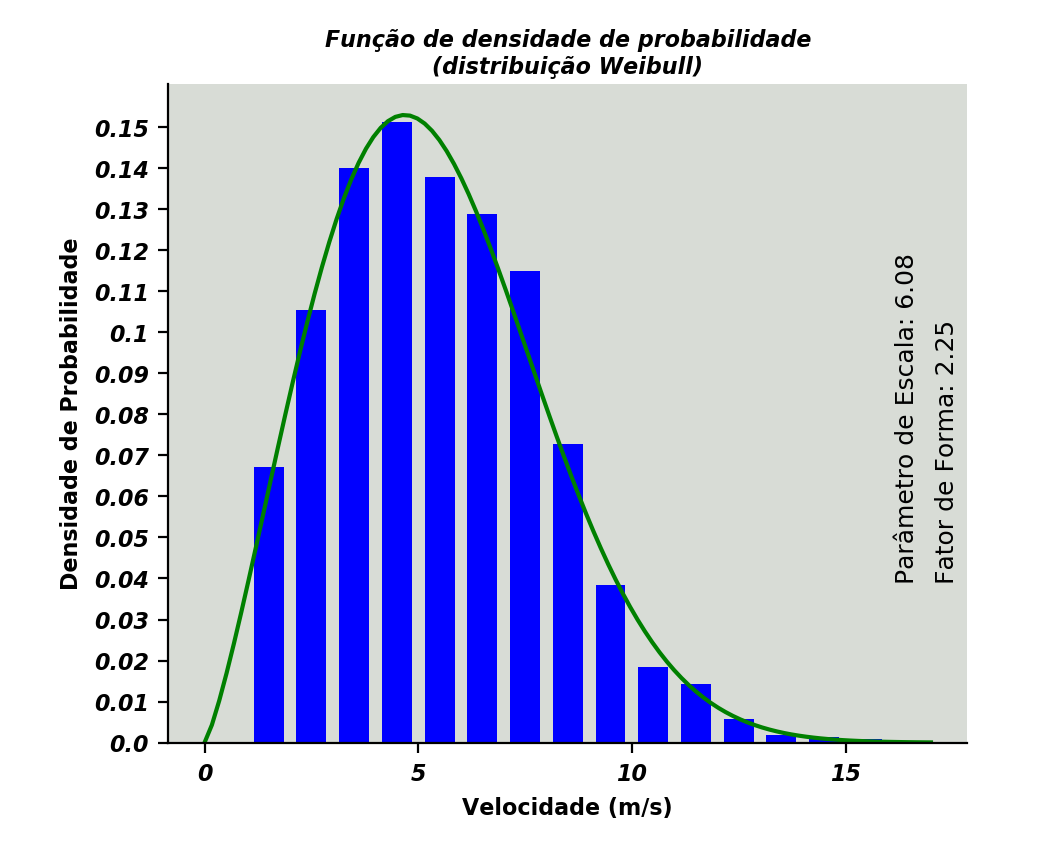 Função de densidade de probabilidade
(distribuição Weibull)
Densidade de Probabilidade
0.15
0.14
0.13
0.12
0.11
0.1
0.09
0.08
0.07
0.06
0.05
0.04
0.03
0.02
0.01
0.0
0 5 10 15
Velocidade (m/s)
Parâmetro de Escala: 6.08
Fator de Forma: 2.25